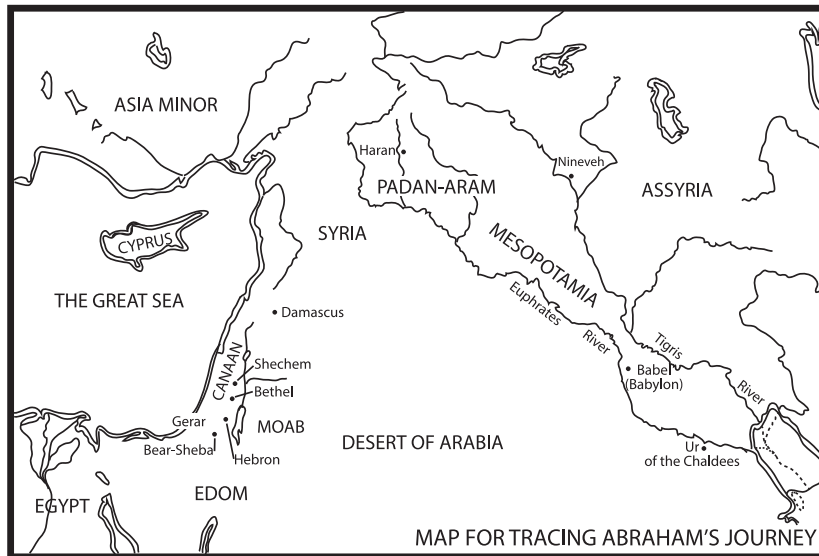 ASIA MINOR
Haran
Nineveh
PADAN-ARAM
ASSYRIA
CYPRUS
SYRIA
MESOPOTAMIA
THE GREAT SEA
Damascus
Euphrates
River
Tigris
River
CANAAN
Shechem
Babel
(Babylon)
Bethel
Gerar
MOAB
DESERT OF ARABIA
Bear-Sheba
Hebron
Ur
of the Chaldees
EDOM
EGYPT
MAP FOR TRACING ABRAHAM'S JOURNEY